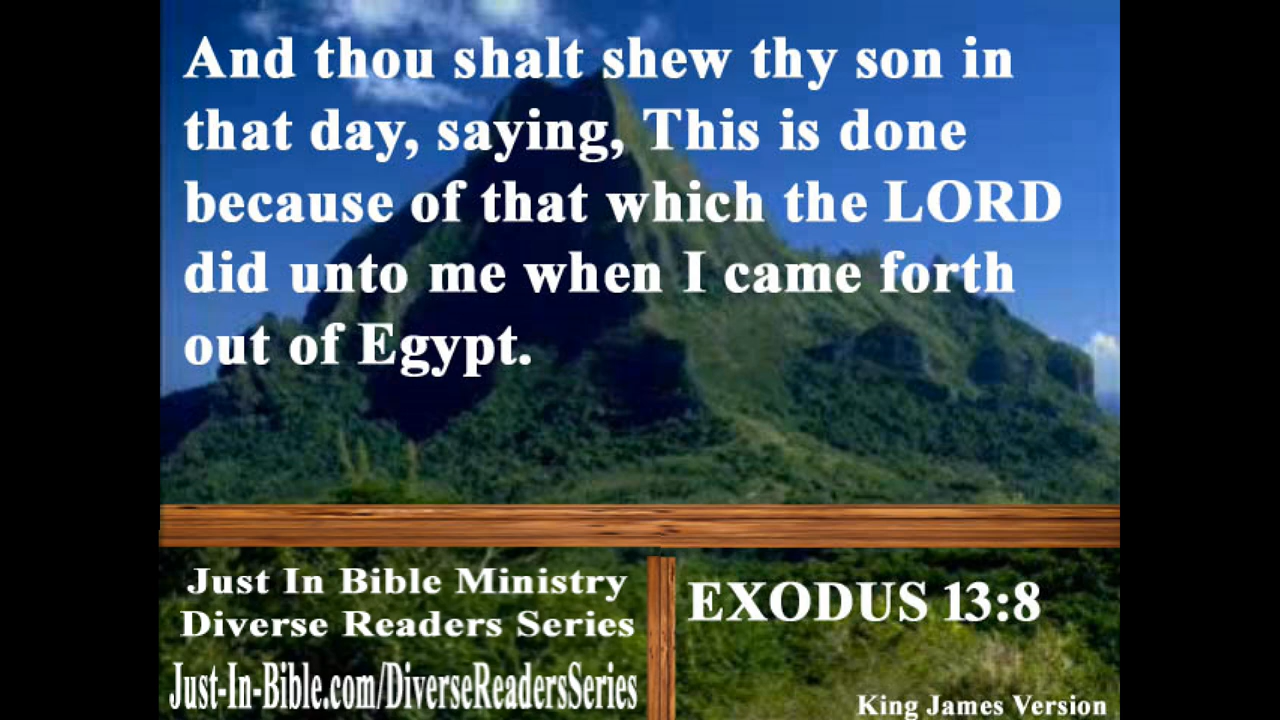 And thou shalt shew thy son in
that day, saying, This is done
because of that which the LORD
did unto me when I came forth
out of Egypt.
Just In Bible Ministry
Diverse Readers Series
Just-In-Bible.com/DiverseReadersSeries
EXODUS 13:8
King James Version